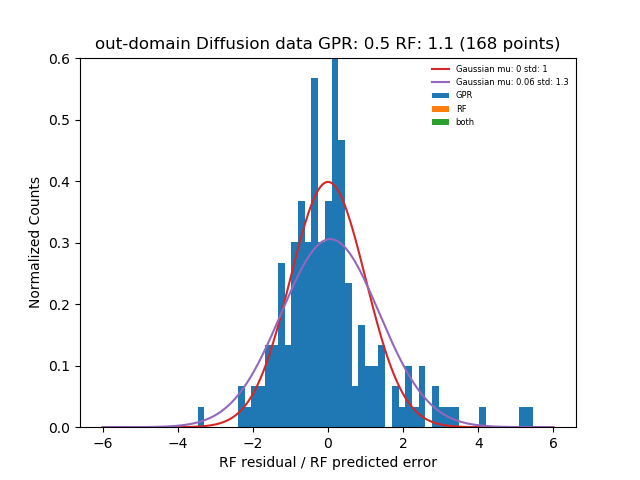 out-domain Diffusion data GPR: 0.5 RF: 1.1 (168 points)
Gaussian mu: 0 std: 1
Gaussian mu: 0.06 std: 1.3
GPR
RF
both
Normalized Counts
0.6
0.5
0.4
0.3
0.2
0.1
0.0
−6 −4 −2 0 2 4 6
RF residual / RF predicted error